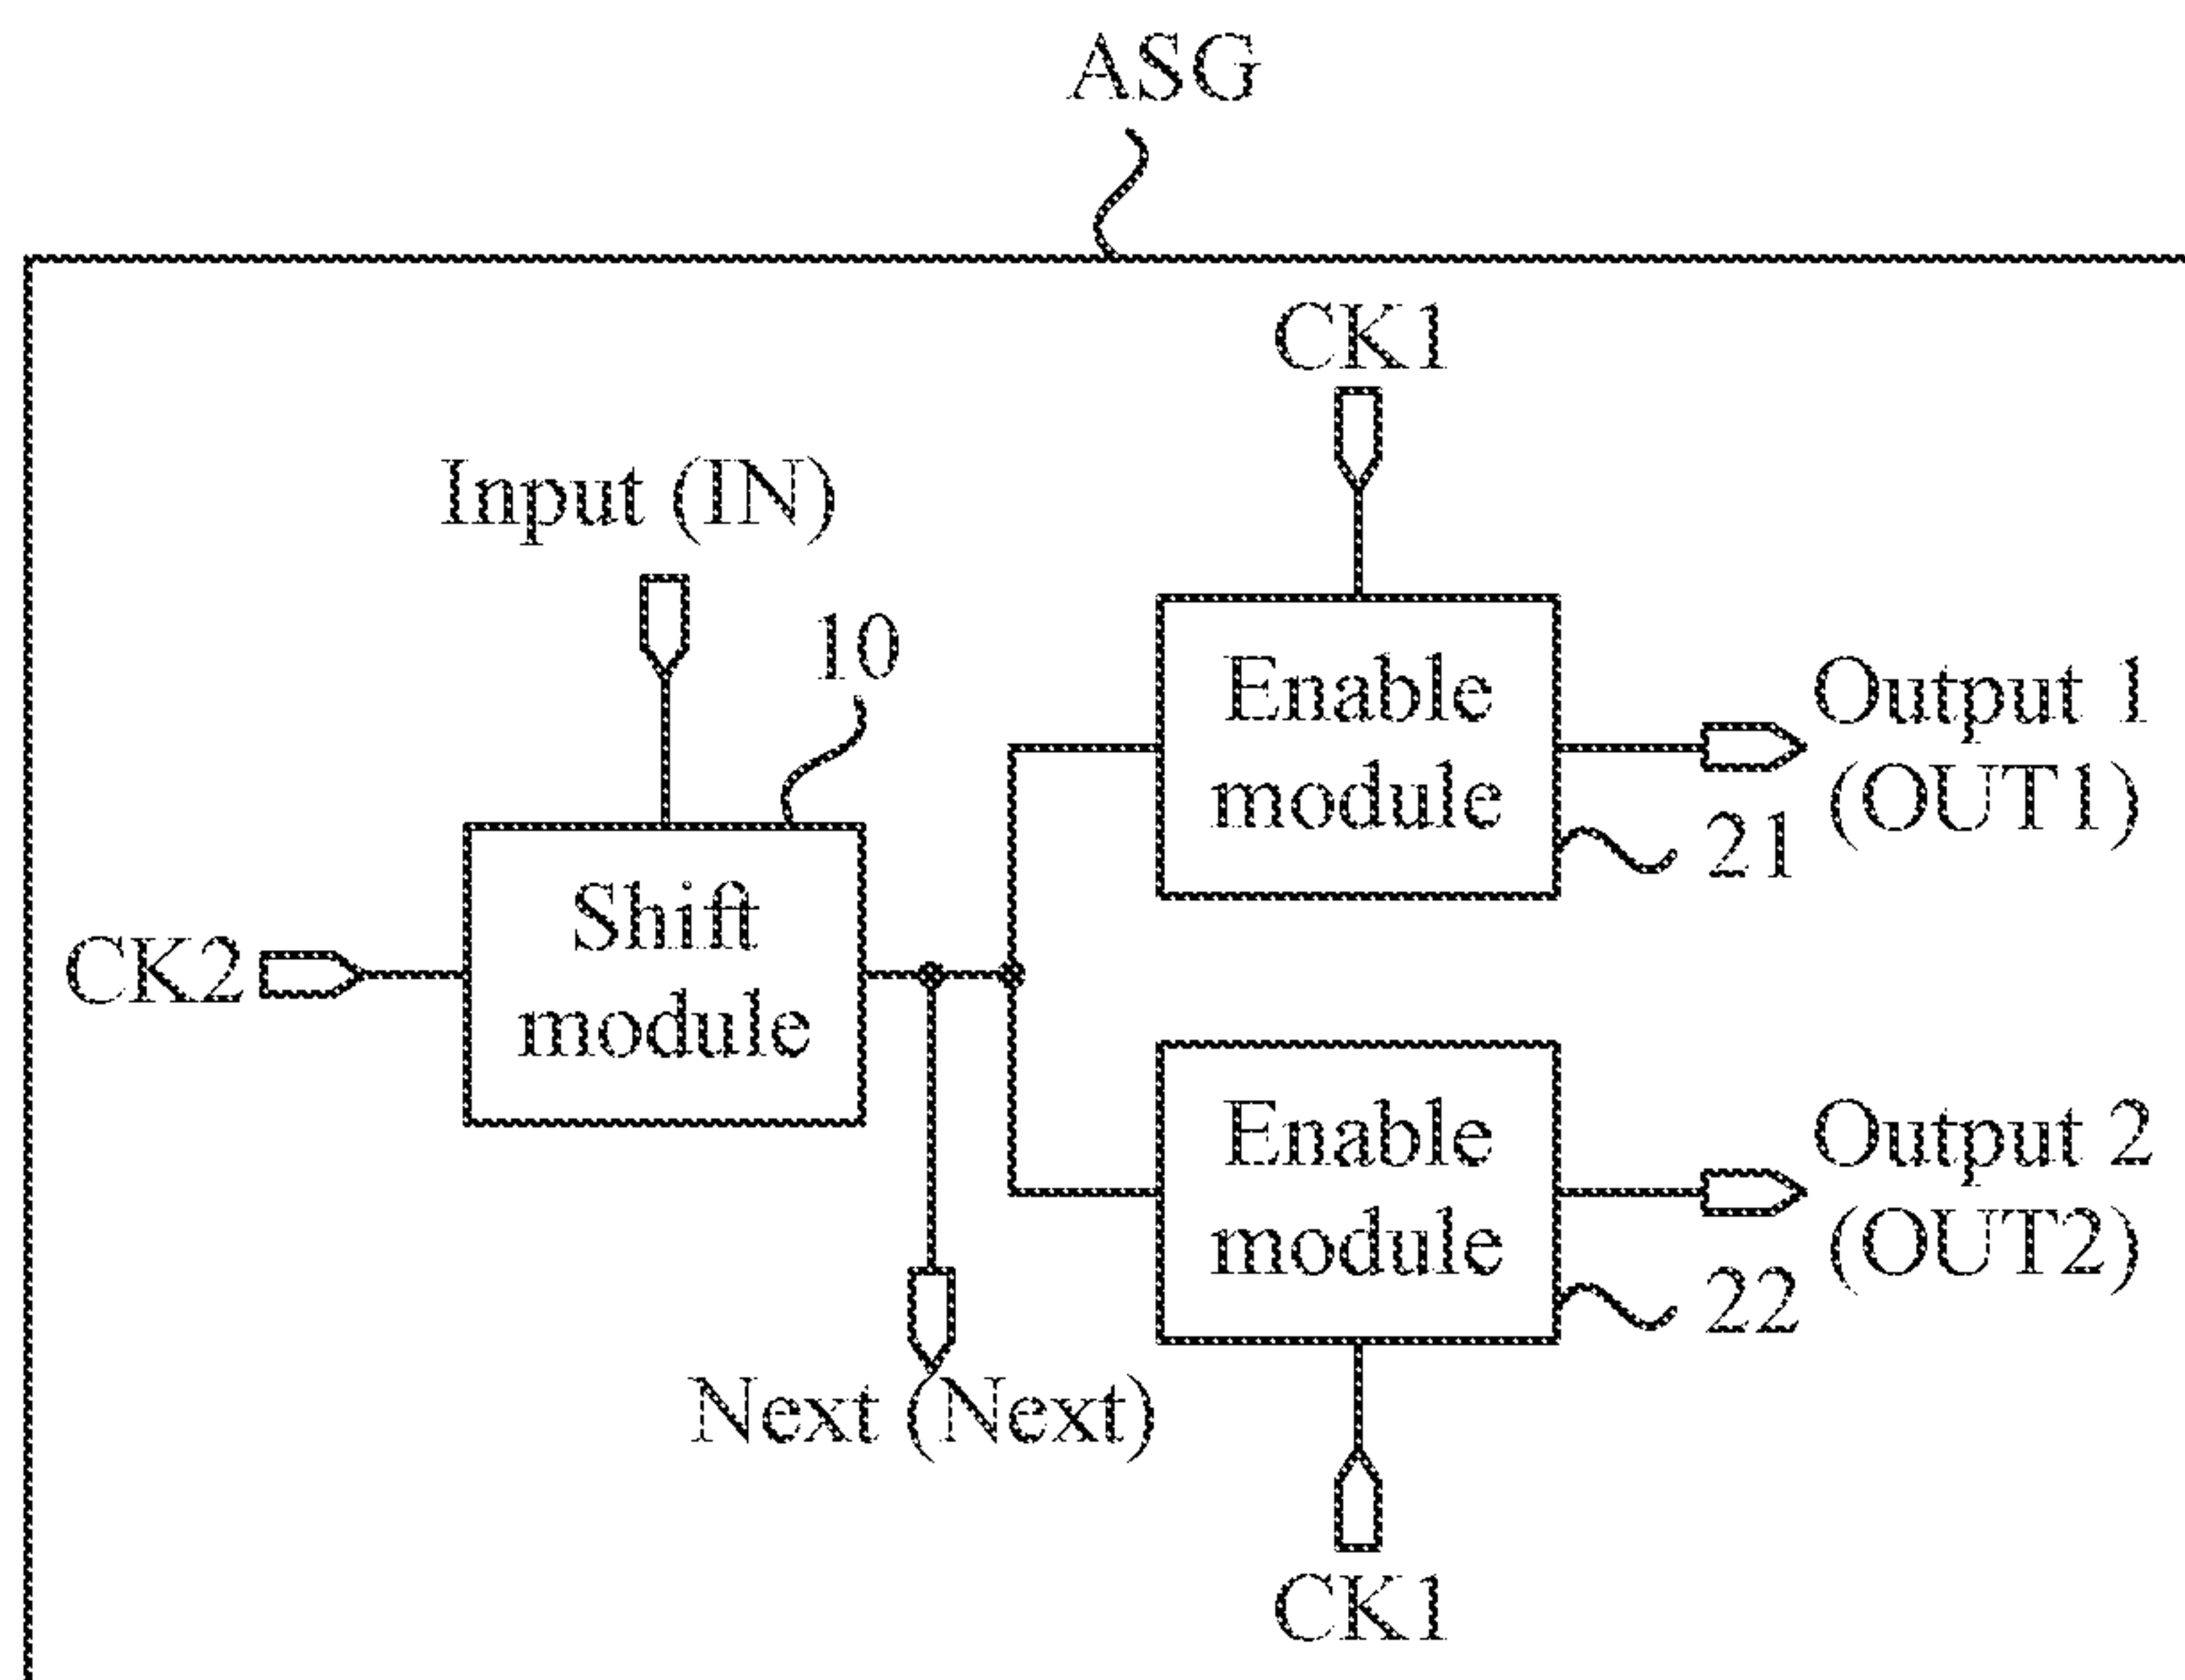 ASG
CK1
Input (IN)
10
Enable
module
Output 1
(OUT1)
21
CK2
Shift
module
Enable
module
Output 2
(OUT2)
22
Next (Next)
CK1